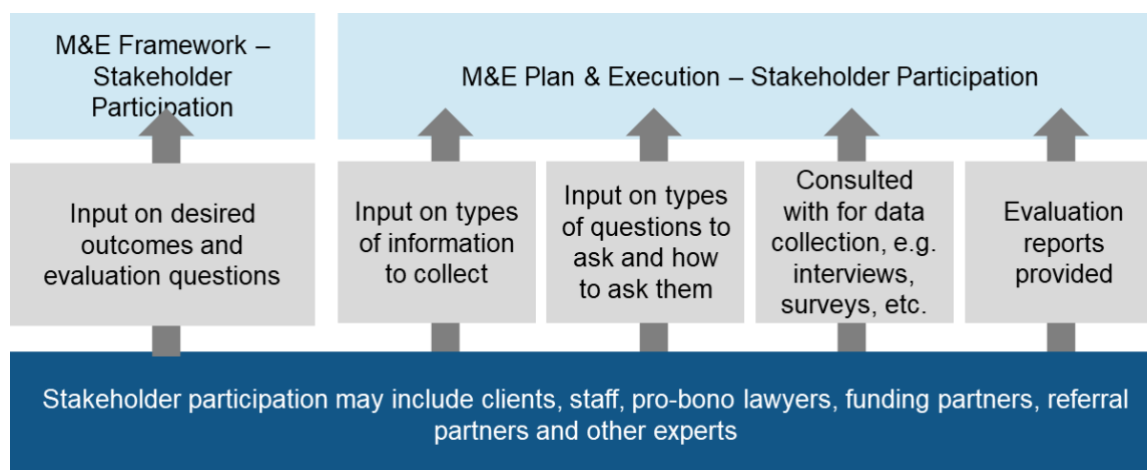 M&E Framework –
Stakeholder
Participation
M&E Plan & Execution – Stakeholder Participation
Input on desired
outcomes and
evaluation questions
Input on types
of information
to collect
Input on types
of questions to
ask and how
to ask them
Consulted
with for data
collection, e.g.
interviews,
surveys, etc.
Evaluation
reports
provided
Stakeholder participation may include clients, staff, pro-bono lawyers, funding partners, referral
partners and other experts